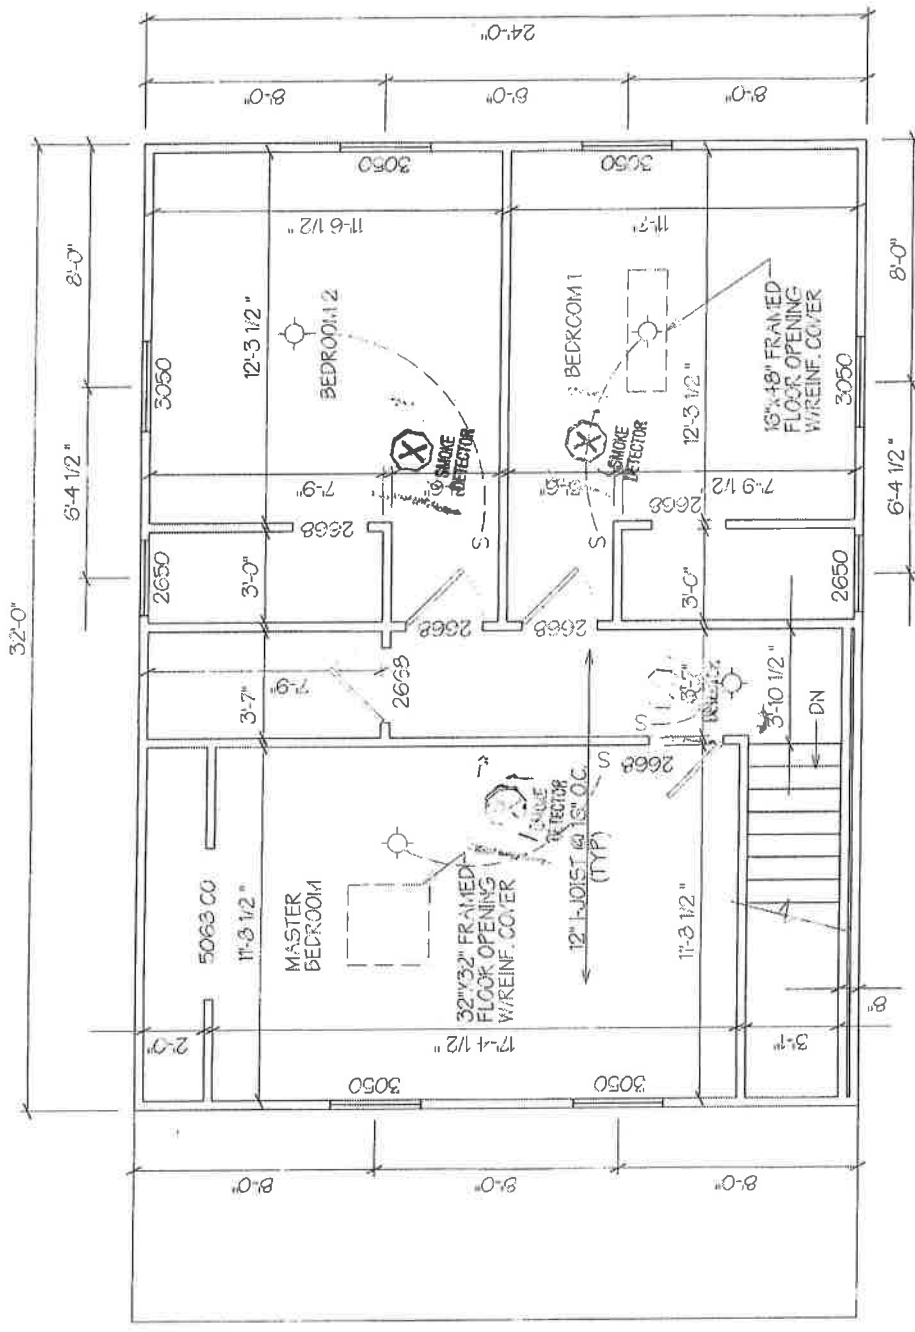 24'-0"
8'-0"
8'-0"
8'-0"
32'-0"
8'-0"
6'-4 1/2"
8'-0"
6'-4 1/2"
3050
3050
11'-6 1/2"
12'-3 1/2"
BEDROOM 2
3050
BEDROOM 1
16"x48" FRAMED
FLOOR OPENING
W/REINF. COVER
3050
12'-3 1/2"
SMOKE
DETECTOR
SMOKE
DETECTOR
7'-9"
7'-9 1/2
2668
2668
S
S
2650
3'-0"
3'-0"
2650
2668
2668
7'-9"
2668
3'-7"
3'-7"
3'-10 1/2"
S
DN
S
2668
5068 CO
11'-8 1/2"
MASTER
BEDROOM
SMOKE
DETECTOR
32"X32" FRAMED
FLOOR OPENING
W/REINF. COVER
12" I-JOIST @ 16" O.C.
(TYP)
11'-8 1/2"
2'-0"
17'-4 1/2"
3'-1"
8"
3050
3050
8'-0"
8'-0"
8'-0"